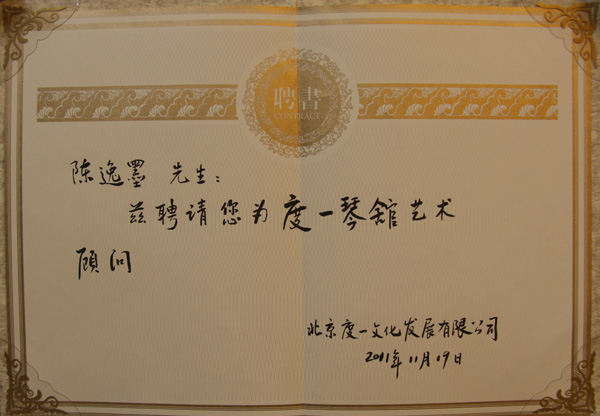 聘書
CONTRACT
陈逸墨 先生：
兹聘请您为度一琴舘艺术
顾问
北京度一文化发展有限公司
2011年11月19日